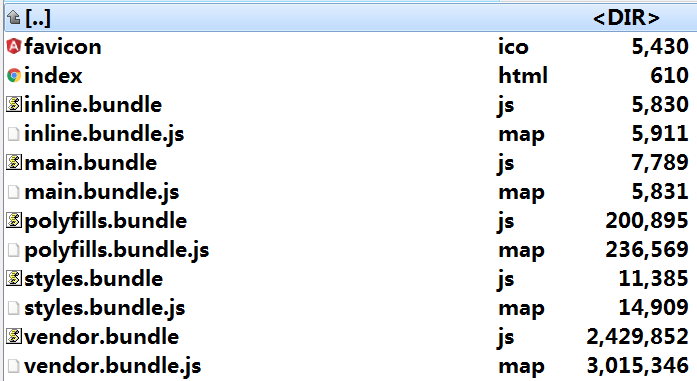 [..] <DIR>
favicon ico 5,430
index html 610
inline.bundle js 5,830
inline.bundle.js map 5,911
main.bundle js 7,789
main.bundle.js map 5,831
polyfills.bundle js 200,895
polyfills.bundle.js map 236,569
styles.bundle js 11,385
styles.bundle.js map 14,909
vendor.bundle js 2,429,852
vendor.bundle.js map 3,015,346